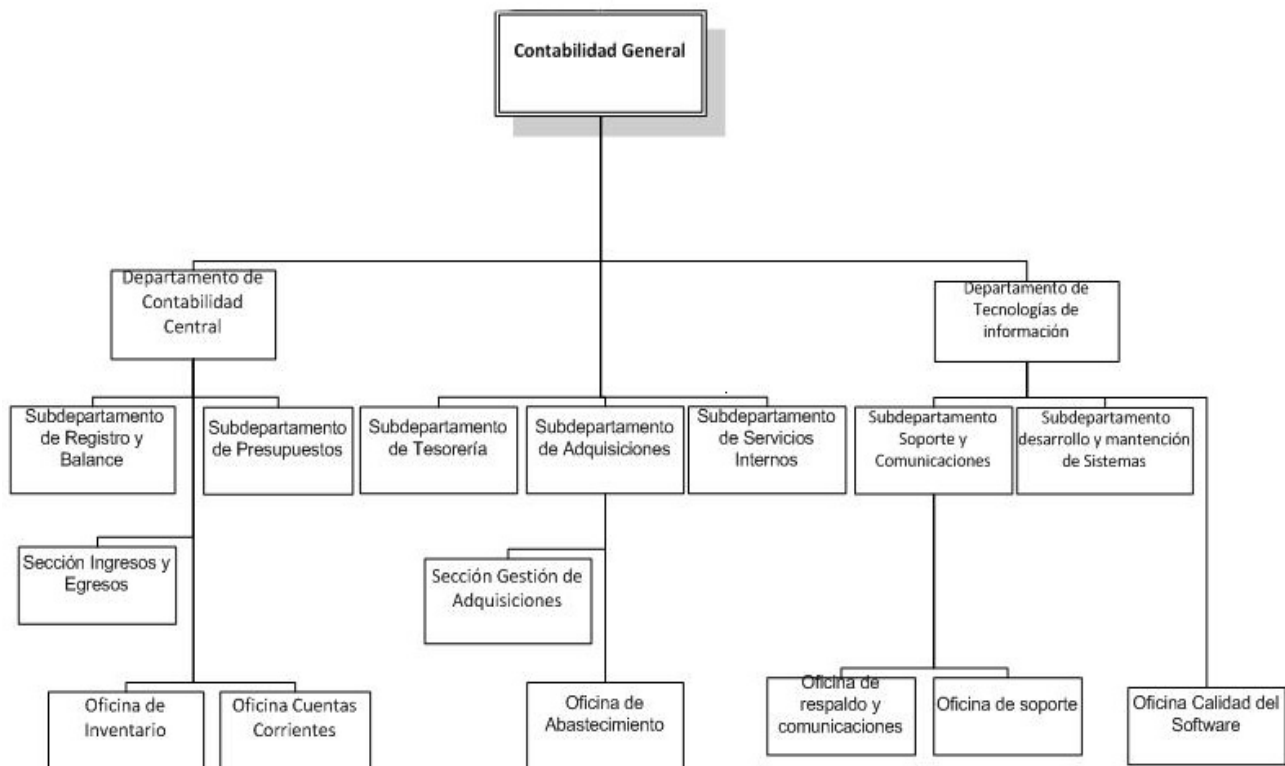 Contabilidad General
Departamento de
Contabilidad
Central
Departamento de
Tecnologías de
información
Subdepartamento
de Registro y
Balance
Subdepartamento
de Presupuestos
Subdepartamento
de Tesorería
Subdepartamento
de Adquisiciones
Subdepartamento
de Servicios
Internos
Subdepartamento
Soporte y
Comunicaciones
Subdepartamento
desarrollo y mantención
de Sistemas
Sección Ingresos y
Egresos
Sección Gestión de
Adquisiciones
Oficina de
Inventario
Oficina Cuentas
Corrientes
Oficina de
Abastecimiento
Oficina de
respaldo y
comunicaciones
Oficina de soporte
Oficina Calidad del
Software